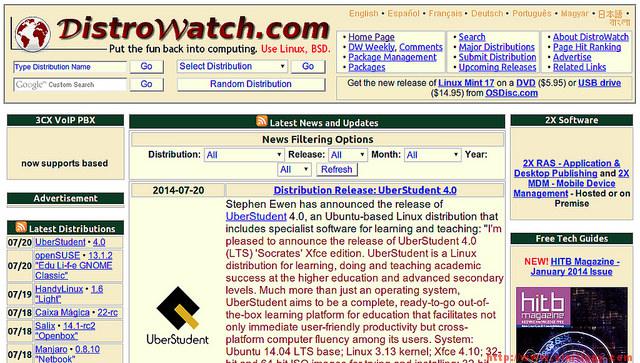 DistroWatch.com
Put the fun back into computing. Use Linux, BSD.
English • Español • Français • Deutsch • Português • Magyar • 日本語 •
Type Distribution Name Go Select Distribution Go
Google™ Custom Search Go Random Distribution
• Home Page
• DW Weekly, Comments
• Package Management
• Packages
• Search
• Major Distributions
• Submit Distribution
• Upcoming Releases
• About DistroWatch
• Page Hit Ranking
• Advertise
• Related Links
Get the new release of Linux Mint 17 on a DVD ($5.95) or USB drive
($14.95) from OSDisc.com
3CX VoIP PBX
now supports based
Advertisement
Latest Distributions
07/20 UberStudent • 4.0
07/20 openSUSE • 13.1.2
"Edu Li-f-e GNOME
Classic"
07/19 HandyLinux • 1.6
"Light"
07/18 Caixa Mágica • 22-rc
07/18 Salix • 14.1-rc2
"Openbox"
07/18 Manjaro • 0.8.10
"Netbook"
Latest News and Updates
News Filtering Options
Distribution: All Release: All Month: All Year:
All Refresh
2014-07-20 Distribution Release: UberStudent 4.0
UberStudent
Stephen Ewen has announced the release of
UberStudent 4.0, an Ubuntu-based Linux distribution that
includes specialist software for learning and teaching: "I'm
pleased to announce the release of UberStudent 4.0
(LTS) 'Socrates' Xfce edition. UberStudent is a Linux
distribution for learning, doing and teaching academic
success at the higher education and advanced secondary
levels. Much more than just an operating system,
UberStudent aims to be a complete, ready-to-go out-of-
the-box learning platform for education that facilitates not
only immediate user-friendly productivity but cross-
platform computer fluency among its users. System:
Ubuntu 14.04 LTS base; Linux 3.13 kernel; Xfce 4.10; 32-
2X Software
2X RAS - Application &
Desktop Publishing and 2X
MDM - Mobile Device
Management - Hosted or on
Premise
Free Tech Guides
NEW! HITB Magazine -
January 2014 Issue
hitb
magazine